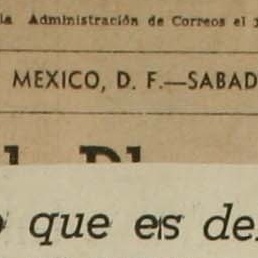 Administración de Correos el
MEXICO, D. F.—SABAD
que es de